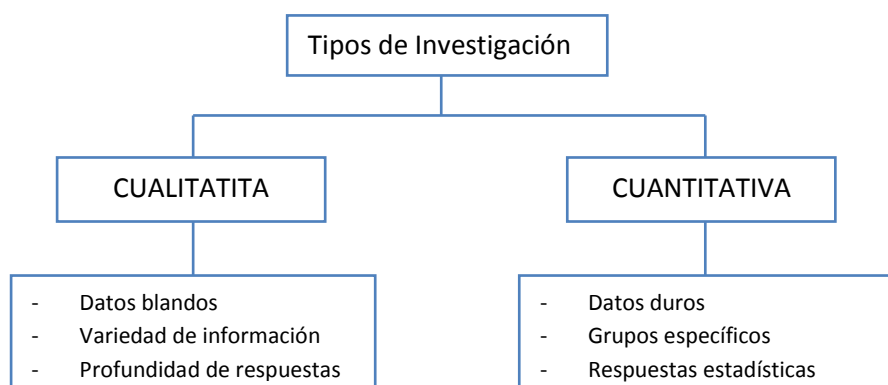 Tipos de Investigación
CUALITATITA
CUANTITATIVA
- Datos blandos
- Variedad de información
- Profundidad de respuestas
- Datos duros
- Grupos específicos
- Respuestas estadísticas